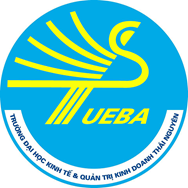 TUEBA
TRƯỜNG ĐẠI HỌC KINH TẾ & QUẢN TRỊ KINH DOANH THÁI NGUYÊN